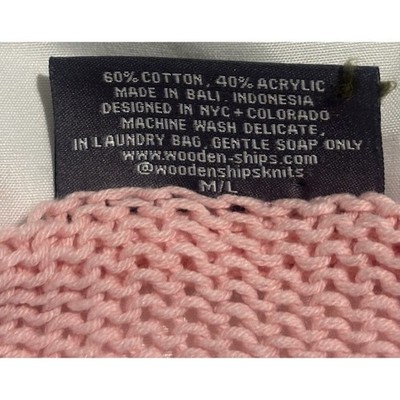 60% COTTON, 40% ACRYLIC
MADE IN BALI, INDONESIA
DESIGNED IN NYC + COLORADO
MACHINE WASH DELICATE,
IN LAUNDRY BAG, GENTLE SOAP ONLY
www.wooden-ships.com
@woodenshipsknits
M/L